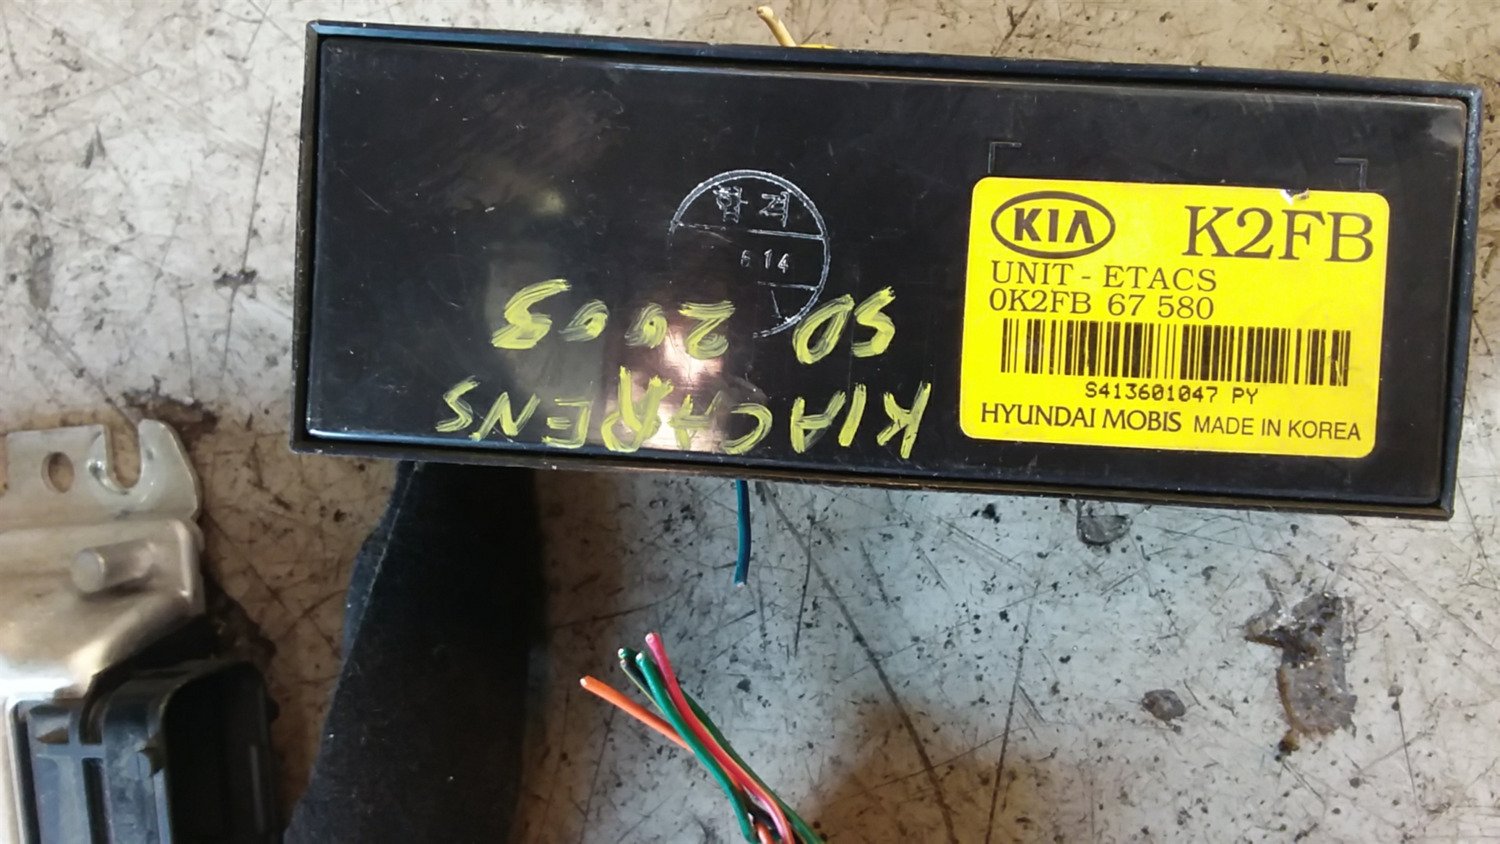 합격
614
KIA K2FB
UNIT - ETACS
0K2FB 67 580
S413601047 PY
HYUNDAI MOBIS MADE IN KOREA
KIA CARENS
SD 2003